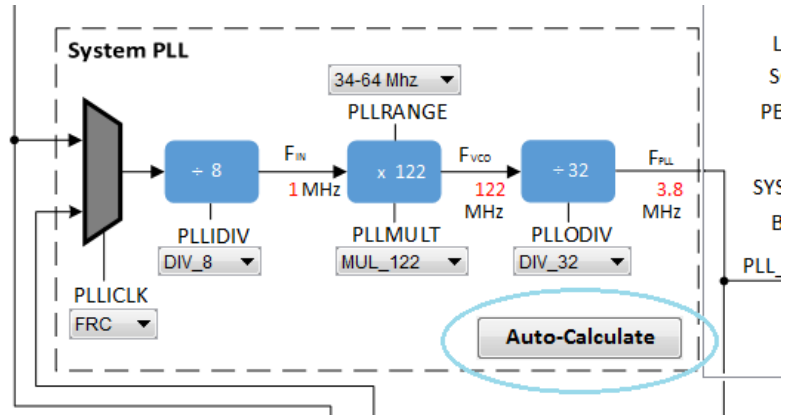 System PLL
34-64 Mhz
PLLRANGE
÷ 8
FIN
1 MHz
x 122
FVCO
122
MHz
÷ 32
FPLL
3.8
MHz
PLLIDIV
DIV_8
PLLMULT
MUL_122
PLLODIV
DIV_32
PLLICLK
FRC
Auto-Calculate
L
S
PE
SYS
B
PLL_